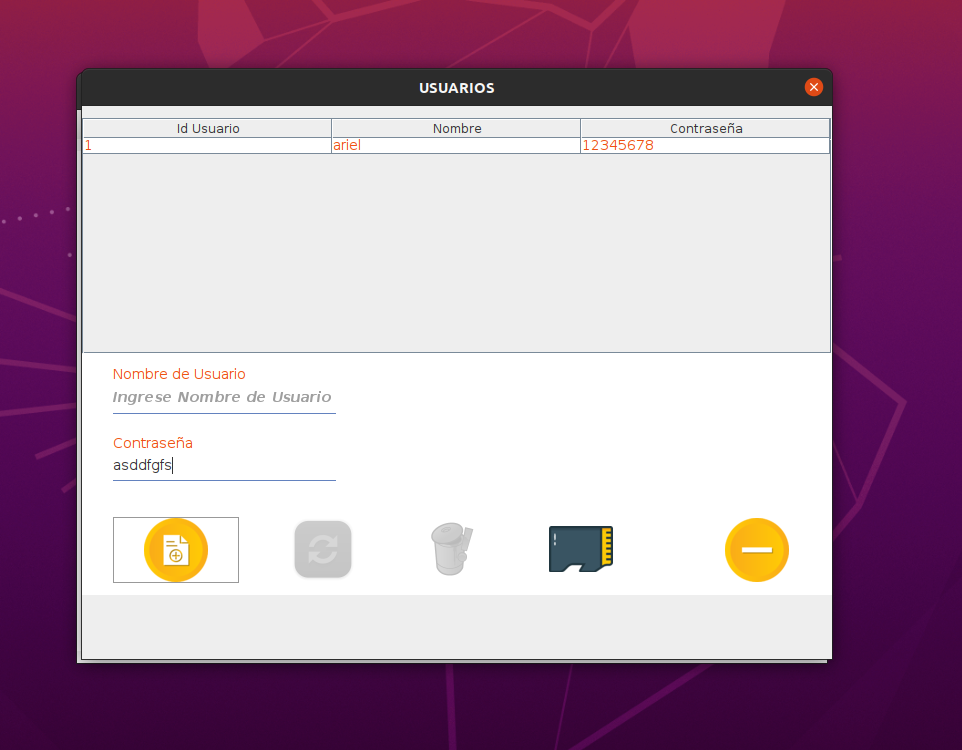 USUARIOS
Id Usuario Nombre Contraseña
1 ariel 12345678
Nombre de Usuario
Ingrese Nombre de Usuario
Contraseña
asddfgfs